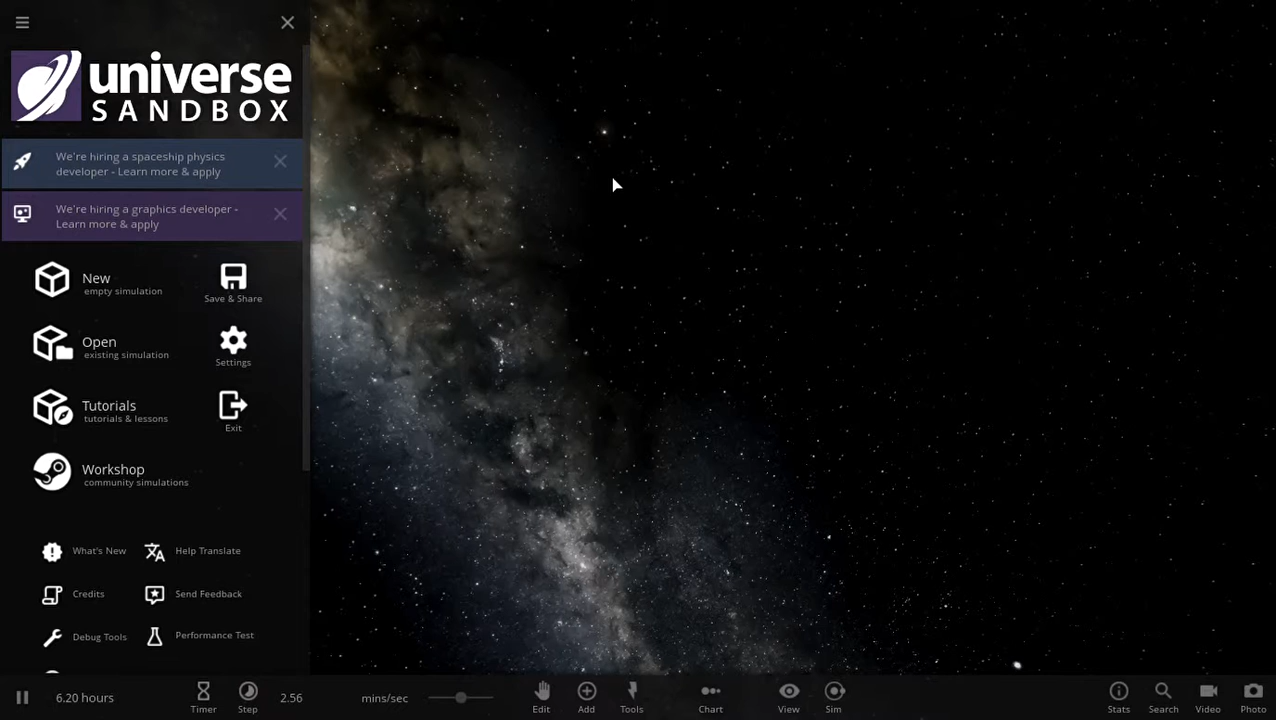 universe
SANDBOX
We're hiring a spaceship physics
developer - Learn more & apply
We're hiring a graphics developer -
Learn more & apply
New
empty simulation
Save & Share
Open
existing simulation
Settings
Tutorials
tutorials & lessons
Exit
Workshop
community simulations
What's New
Help Translate
Credits
Send Feedback
Debug Tools
Performance Test
6.20 hours
Timer
Step
2.56
mins/sec
Edit
Add
Tools
Chart
View
Sim
Stats
Search
Video
Photo